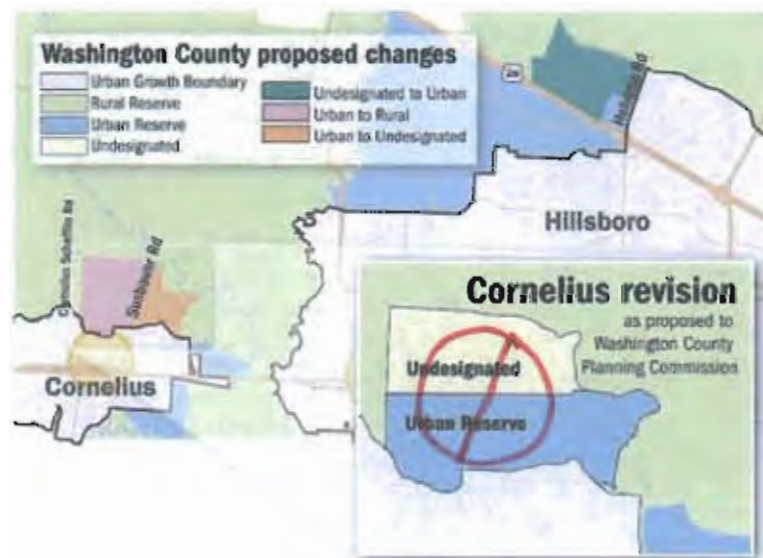 Washington County proposed changes
Urban Growth Boundary
Rural Reserve
Urban Reserve
Undesignated
Undesignated to Urban
Urban to Rural
Urban to Undesignated
26
Rd
Hillsboro
Cornelius Schefflin Rd
Susbauer Rd
Cornelius
Cornelius revision
as proposed to
Washington County
Planning Commission
Undesignated
Urban Reserve